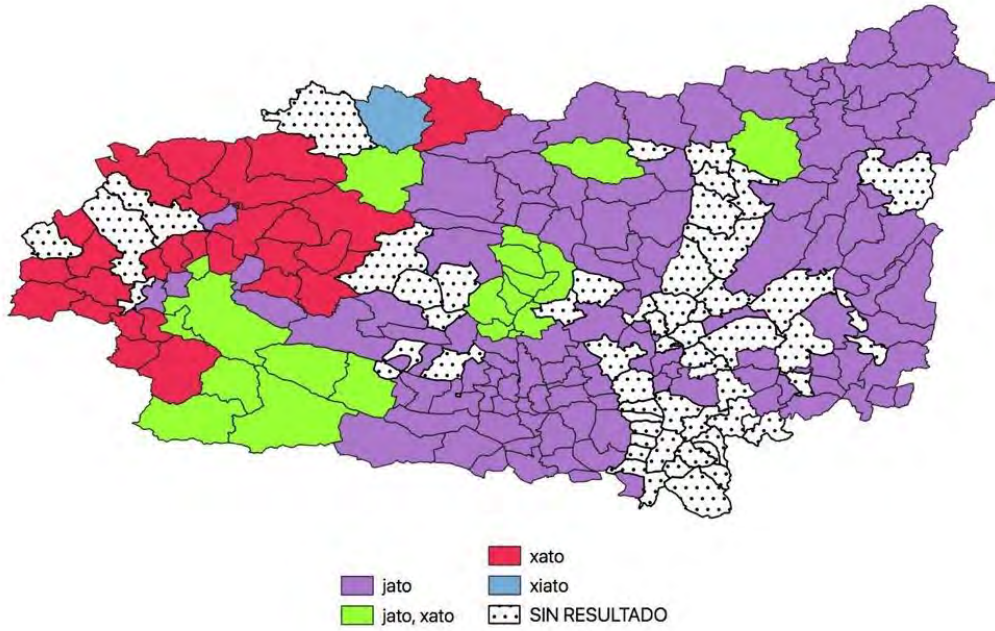 xato
jato
xiato
jato, xato
SIN RESULTADO